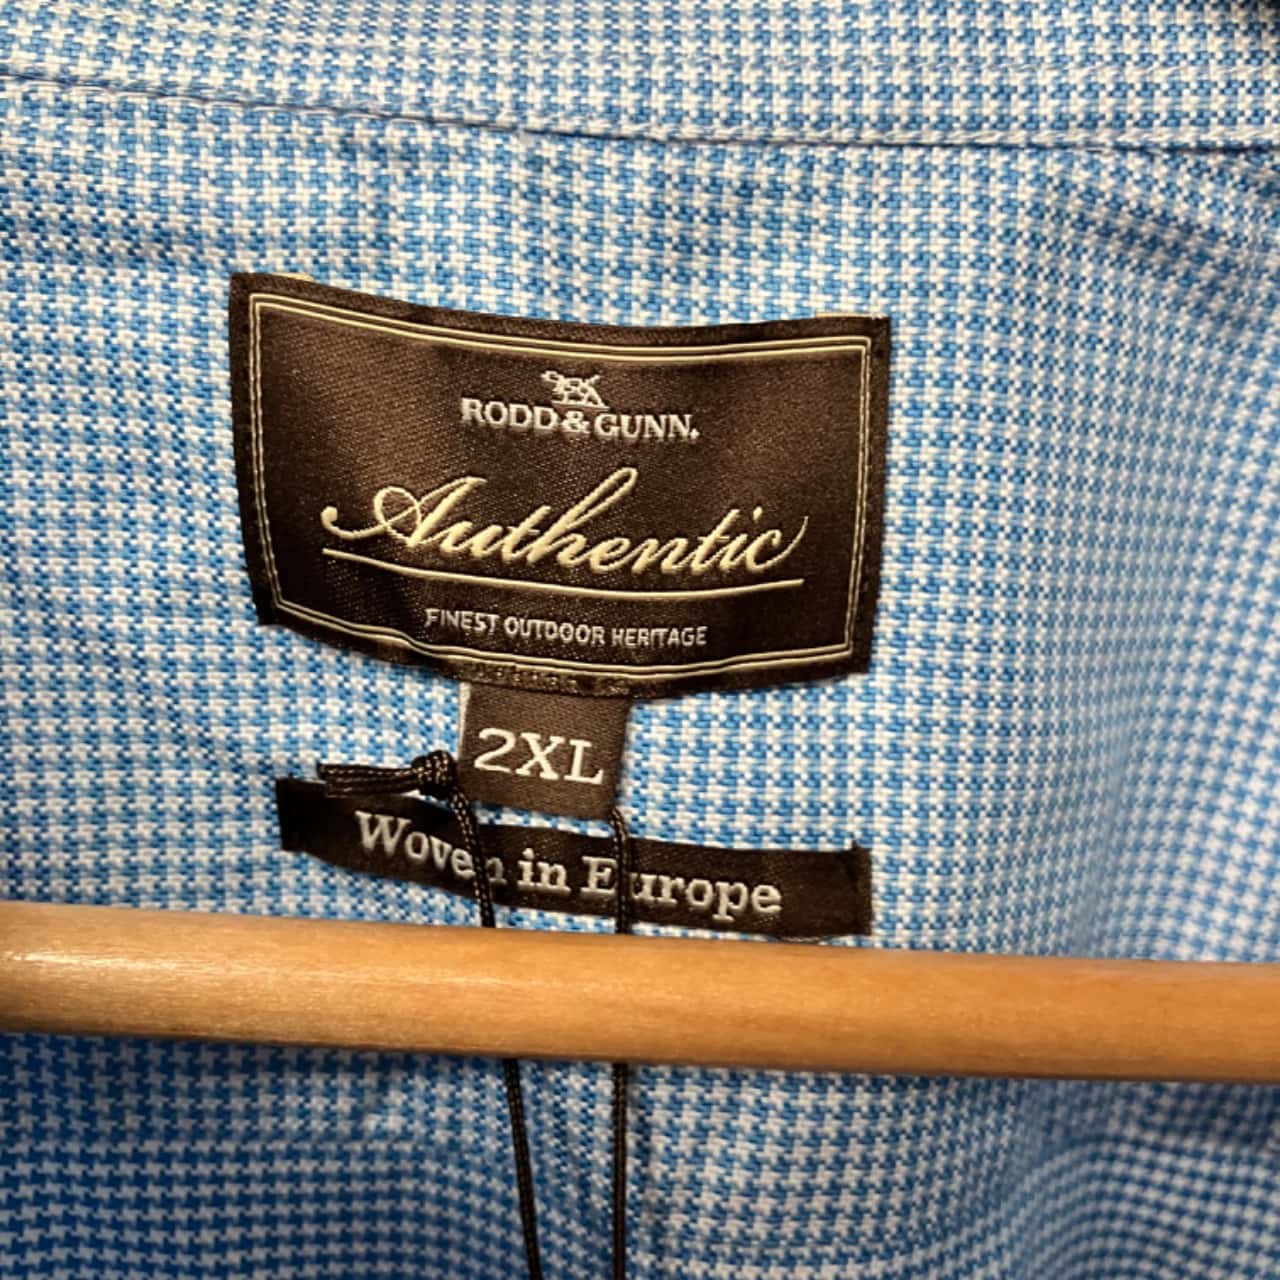 RODD & GUNN.
Authentic
FINEST OUTDOOR HERITAGE
2XL
Woven in Europe